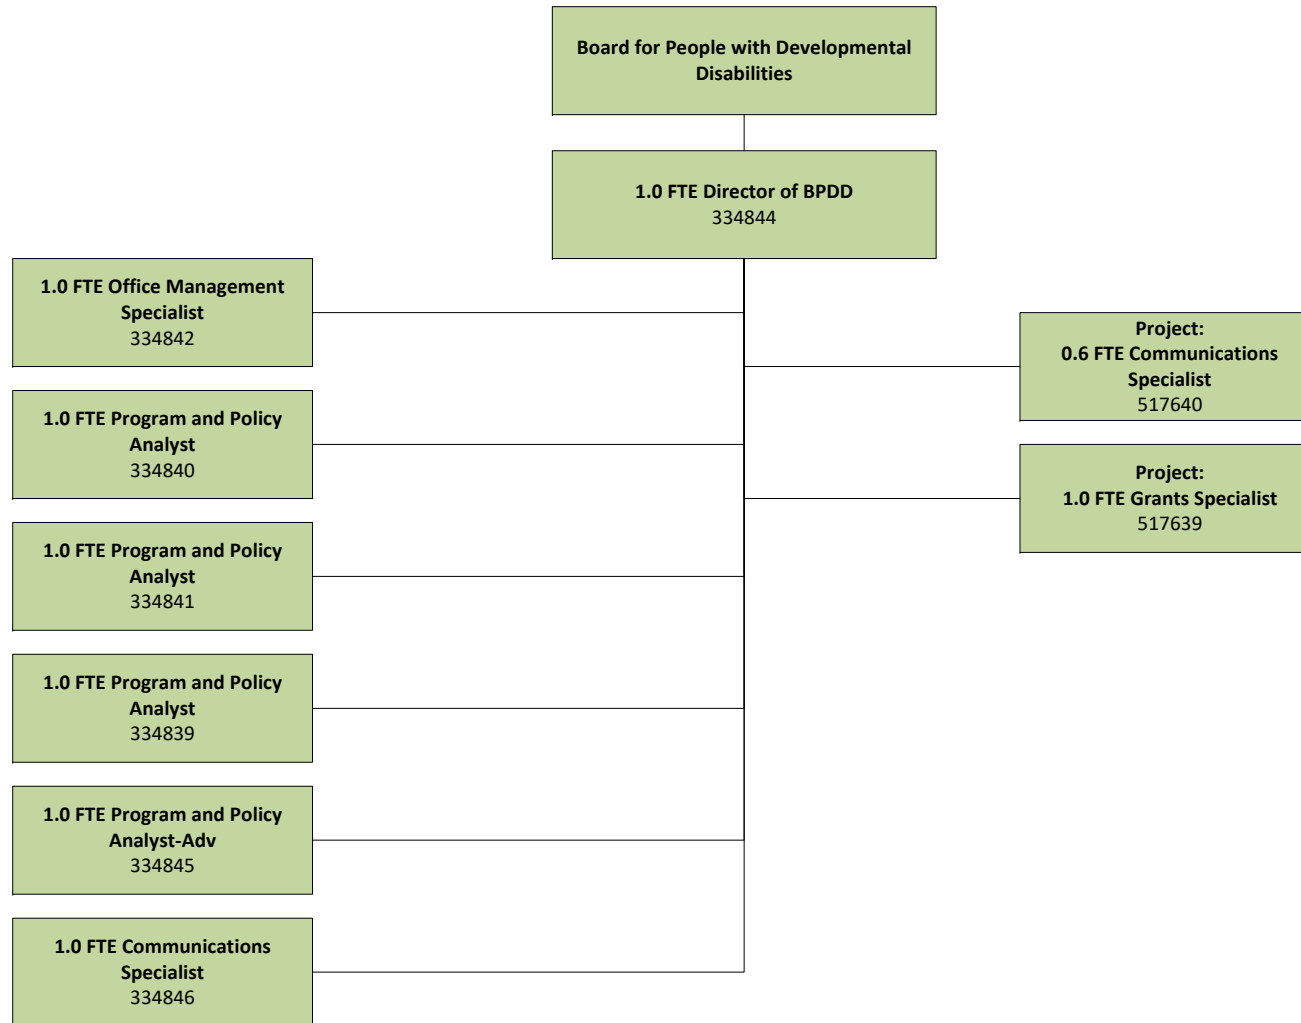 Board for People with Developmental
Disabilities
1.0 FTE Director of BPDD
334844
1.0 FTE Office Management
Specialist
334842
1.0 FTE Program and Policy
Analyst
334840
1.0 FTE Program and Policy
Analyst
334841
1.0 FTE Program and Policy
Analyst
334839
1.0 FTE Program and Policy
Analyst-Adv
334845
1.0 FTE Communications
Specialist
334846
Project:
0.6 FTE Communications
Specialist
517640
Project:
1.0 FTE Grants Specialist
517639